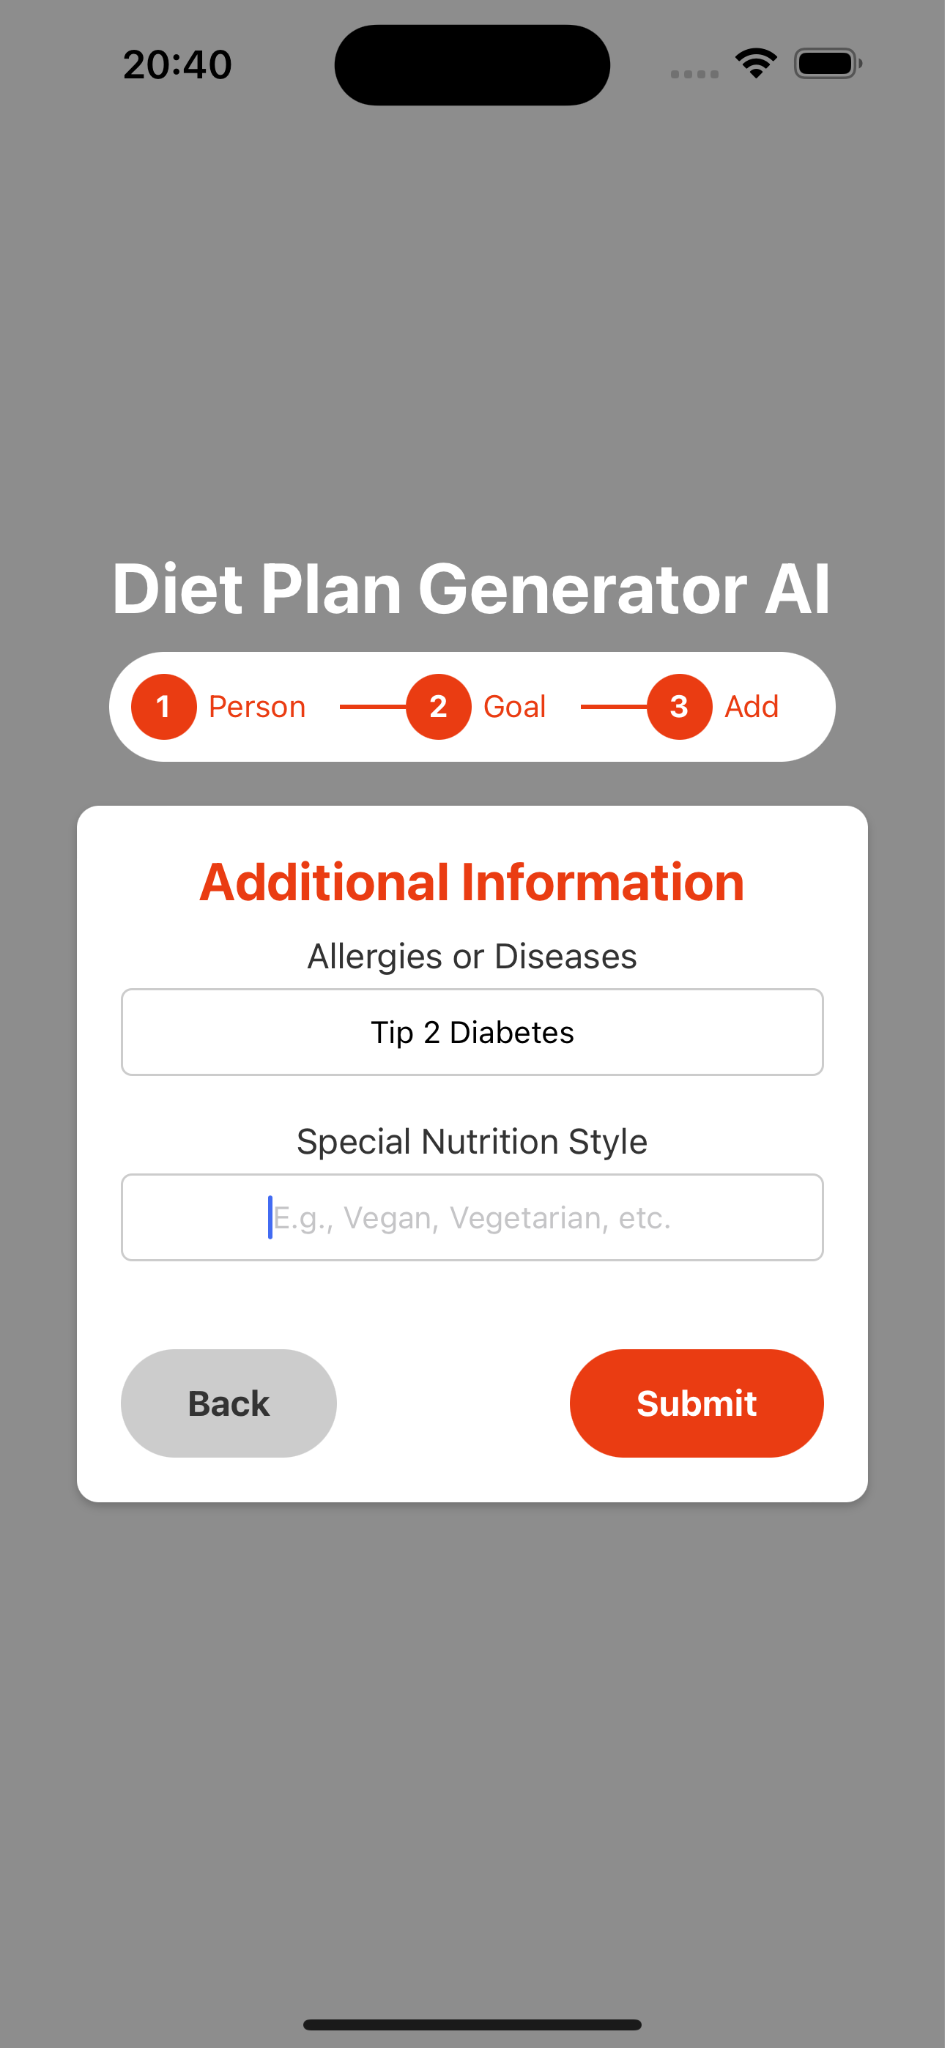 20:40
Diet Plan Generator AI
1 Person 2 Goal 3 Add
Additional Information
Allergies or Diseases
Tip 2 Diabetes
Special Nutrition Style
E.g., Vegan, Vegetarian, etc.
Back Submit